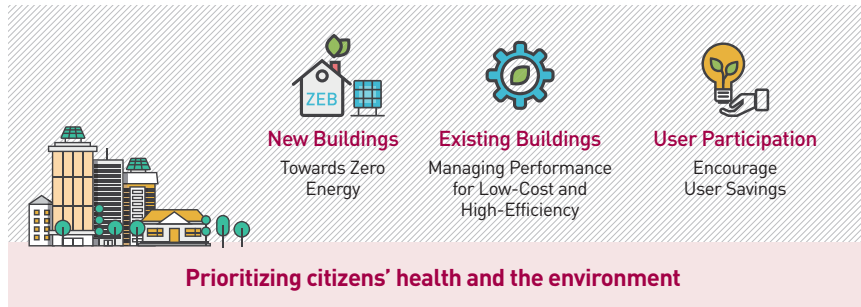 ZEB
New Buildings
Towards Zero
Energy
Existing Buildings
Managing Performance
for Low-Cost and
High-Efficiency
User Participation
Encourage
User Savings
Prioritizing citizens’ health and the environment